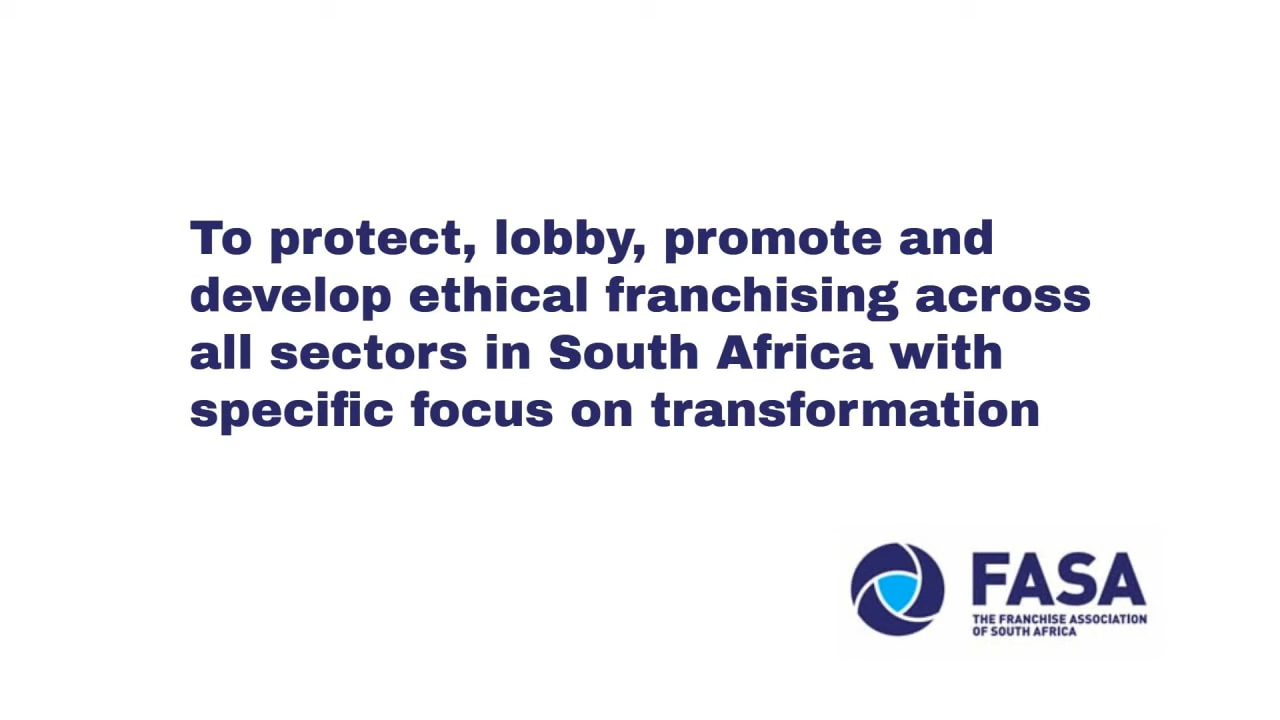 To protect, lobby, promote and
develop ethical franchising across
all sectors in South Africa with
specific focus on transformation
FASA
THE FRANCHISE ASSOCIATION
OF SOUTH AFRICA